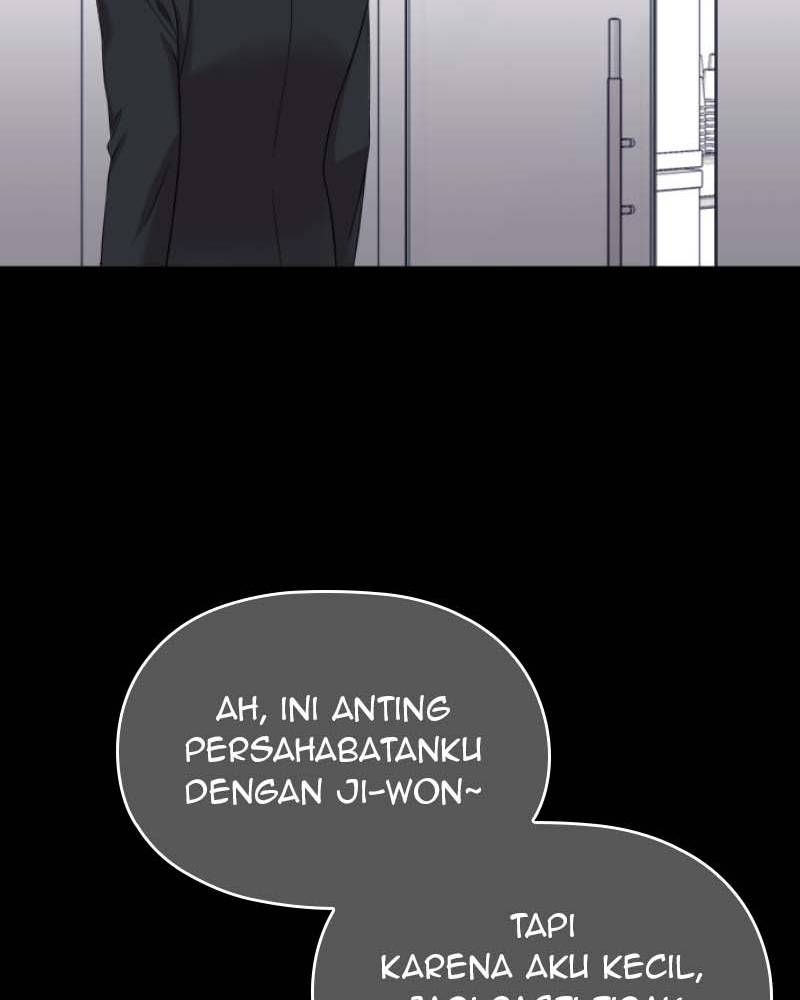 AH, INI ANTING
PERSAHABATANKU
DENGAN JI-WON~
TAPI
KARENA AKU KECIL,